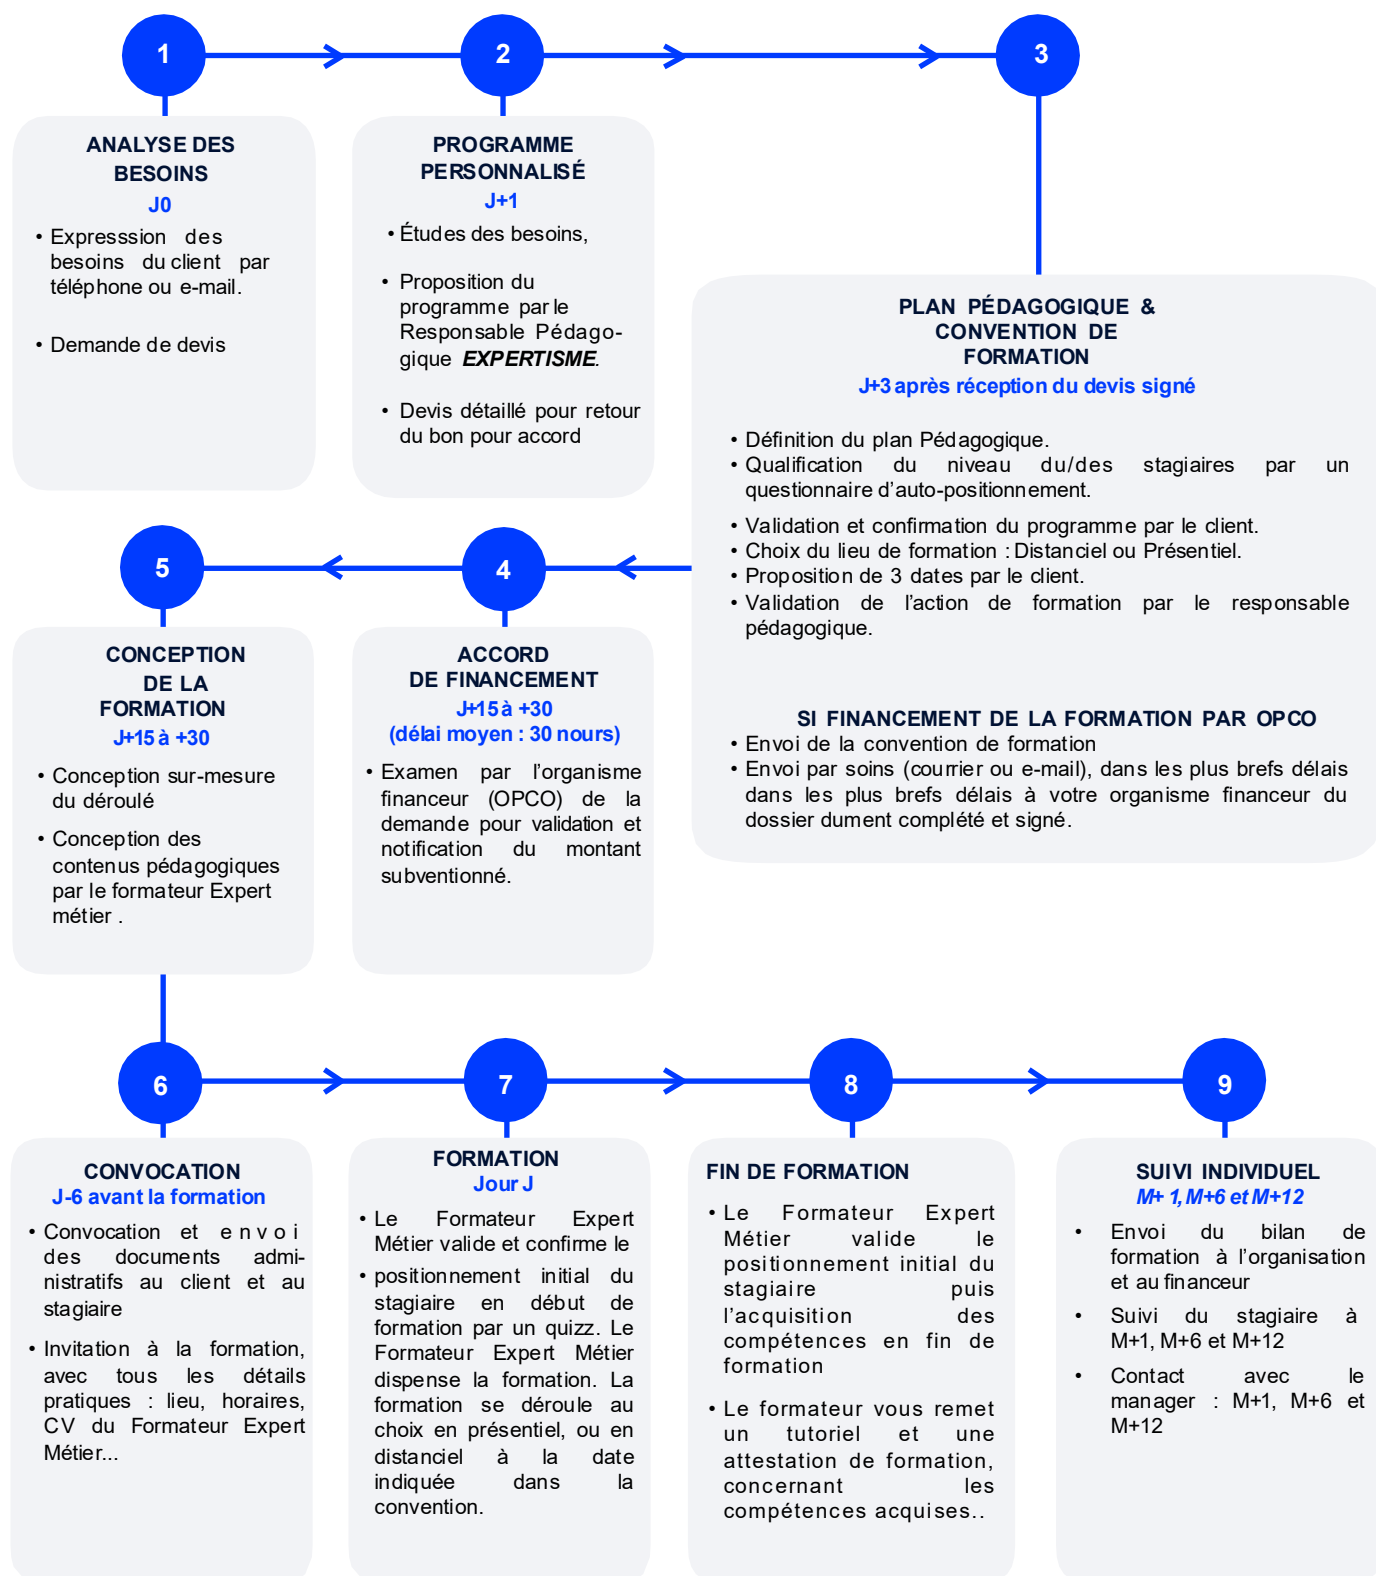 1
2
3
ANALYSE DES
BESOINS
J0
• Expresssion des
besoins du client par
téléphone ou e-mail.
• Demande de devis
PROGRAMME
PERSONNALISÉ
J+1
• Études des besoins,
• Proposition du
programme par le
Responsable Pédago-
gique EXPERTISME.
• Devis détaillé pour retour
du bon pour accord
PLAN PÉDAGOGIQUE &
CONVENTION DE
FORMATION
J+3 après réception du devis signé
• Définition du plan Pédagogique.
• Qualification du niveau du/des stagiaires par un
questionnaire d’auto-positionnement.
• Validation et confirmation du programme par le client.
• Choix du lieu de formation : Distanciel ou Présentiel.
• Proposition de 3 dates par le client.
• Validation de l’action de formation par le responsable
pédagogique.
SI FINANCEMENT DE LA FORMATION PAR OPCO
• Envoi de la convention de formation
• Envoi par soins (courrier ou e-mail), dans les plus brefs délais
dans les plus brefs délais à votre organisme financeur du
dossier dument complété et signé.
4
ACCORD
DE FINANCEMENT
J+15 à +30
(délai moyen : 30 nours)
• Examen par l’organisme
financeur (OPCO) de la
demande pour validation et
notification du montant
subventionné.
5
CONCEPTION
DE LA
FORMATION
J+15 à +30
• Conception sur-mesure
du déroulé
• Conception des
contenus pédagogiques
par le formateur Expert
métier .
6
7
8
9
CONVOCATION
J-6 avant la formation
• Convocation et envoi
des documents admi-
nistratifs au client et au
stagiaire
• Invitation à la formation,
avec tous les détails
pratiques : lieu, horaires,
CV du Formateur Expert
Métier...
FORMATION
Jour J
• Le Formateur Expert
Métier valide et confirme le
• positionnement initial du
stagiaire en début de
formation par un quizz. Le
Formateur Expert Métier
dispense la formation. La
formation se déroule au
choix en présentiel, ou en
distanciel à la date
indiquée dans la
convention.
FIN DE FORMATION
• Le Formateur Expert
Métier valide le
positionnement initial du
stagiaire puis
l’acquisition des
compétences en fin de
formation
• Le formateur vous remet
un tutoriel et une
attestation de formation,
concernant les
compétences acquises..
SUIVI INDIVIDUEL
M+ 1, M+6 et M+12
• Envoi du bilan de
formation à l’organisation
et au financeur
• Suivi du stagiaire à
M+1, M+6 et M+12
• Contact avec le
manager : M+1, M+6 et
M+12